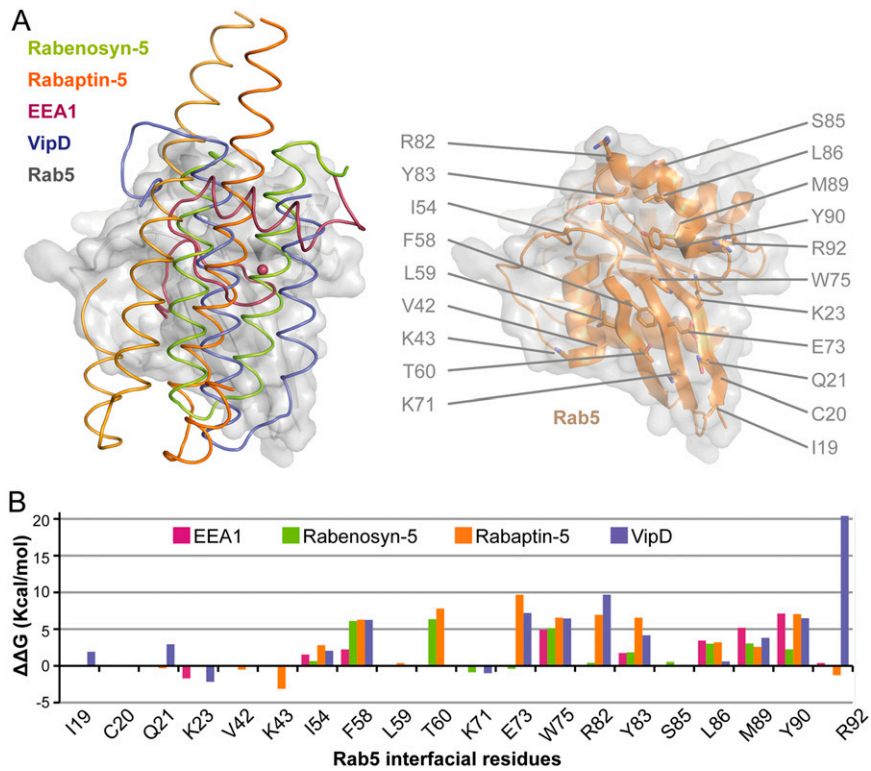 A
Rabenosyn-5
Rabaptin-5
EEA1
VipD
Rab5
R82
Y83
I54
F58
L59
V42
K43
T60
K71
S85
L86
M89
Y90
R92
W75
K23
E73
Q21
C20
I19
Rab5
B
EEA1 Rabenosyn-5 Rabaptin-5 VipD
ΔΔG (Kcal/mol)
20
15
10
5
0
-5
I19 C20 Q21 K23 V42 K43 I54 F58 L59 T60 K71 E73 W75 R82 Y83 S85 L86 M89 Y90 R92
Rab5 interfacial residues